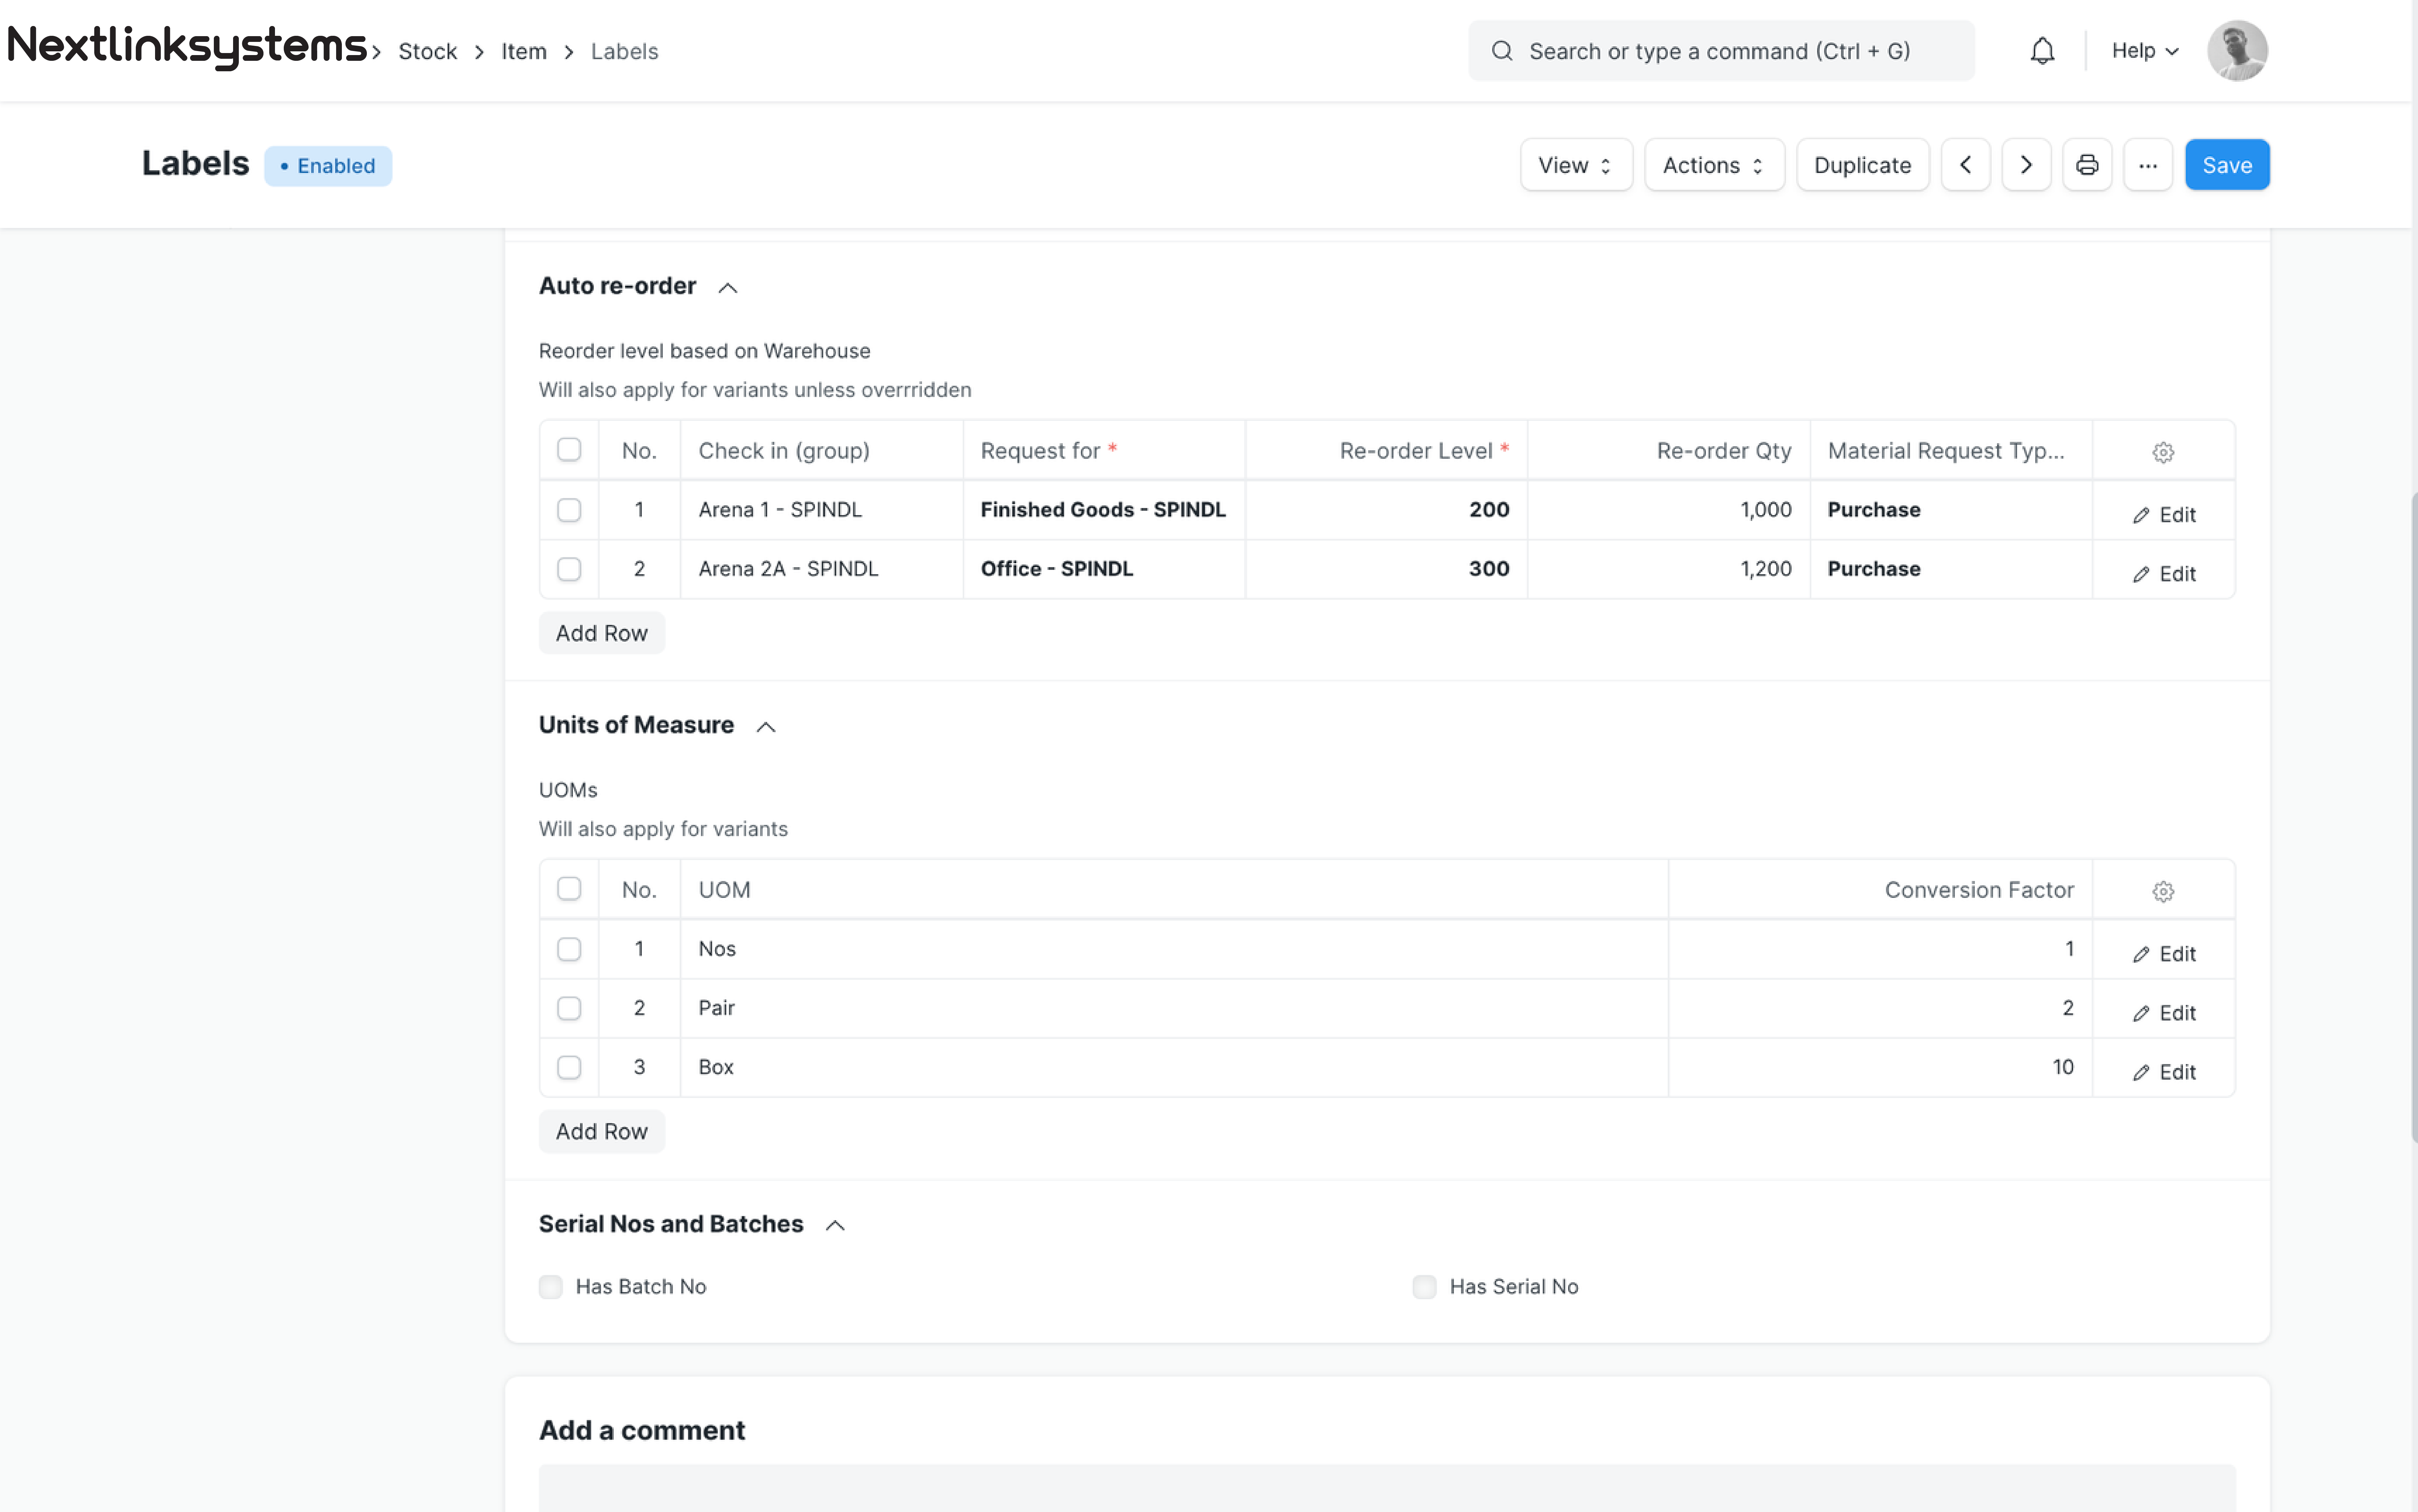 Nextlinksystems > Stock > Item > Labels
Search or type a command (Ctrl + G)
Help
Labels • Enabled
View Actions Duplicate < > ... Save
Auto re-order
Reorder level based on Warehouse
Will also apply for variants unless overrridden
No. Check in (group) Request for * Re-order Level * Re-order Qty Material Request Typ...
1 Arena 1 - SPINDL Finished Goods - SPINDL 200 1,000 Purchase Edit
2 Arena 2A - SPINDL Office - SPINDL 300 1,200 Purchase Edit
Add Row
Units of Measure
UOMs
Will also apply for variants
No. UOM Conversion Factor
1 Nos 1 Edit
2 Pair 2 Edit
3 Box 10 Edit
Add Row
Serial Nos and Batches
Has Batch No Has Serial No
Add a comment